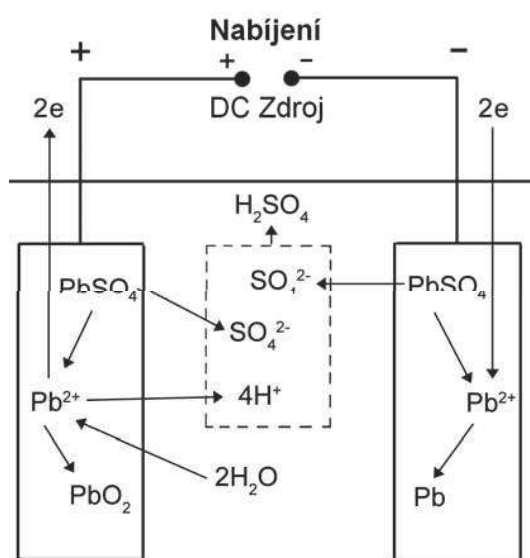 Nabíjení
+ + – –
2e DC Zdroj 2e
H₂SO₄
PbSO₄ SO₄²⁻ PbSO₄
SO₄²⁻
Pb²⁺ 4H⁺ Pb²⁺
PbO₂ 2H₂O Pb